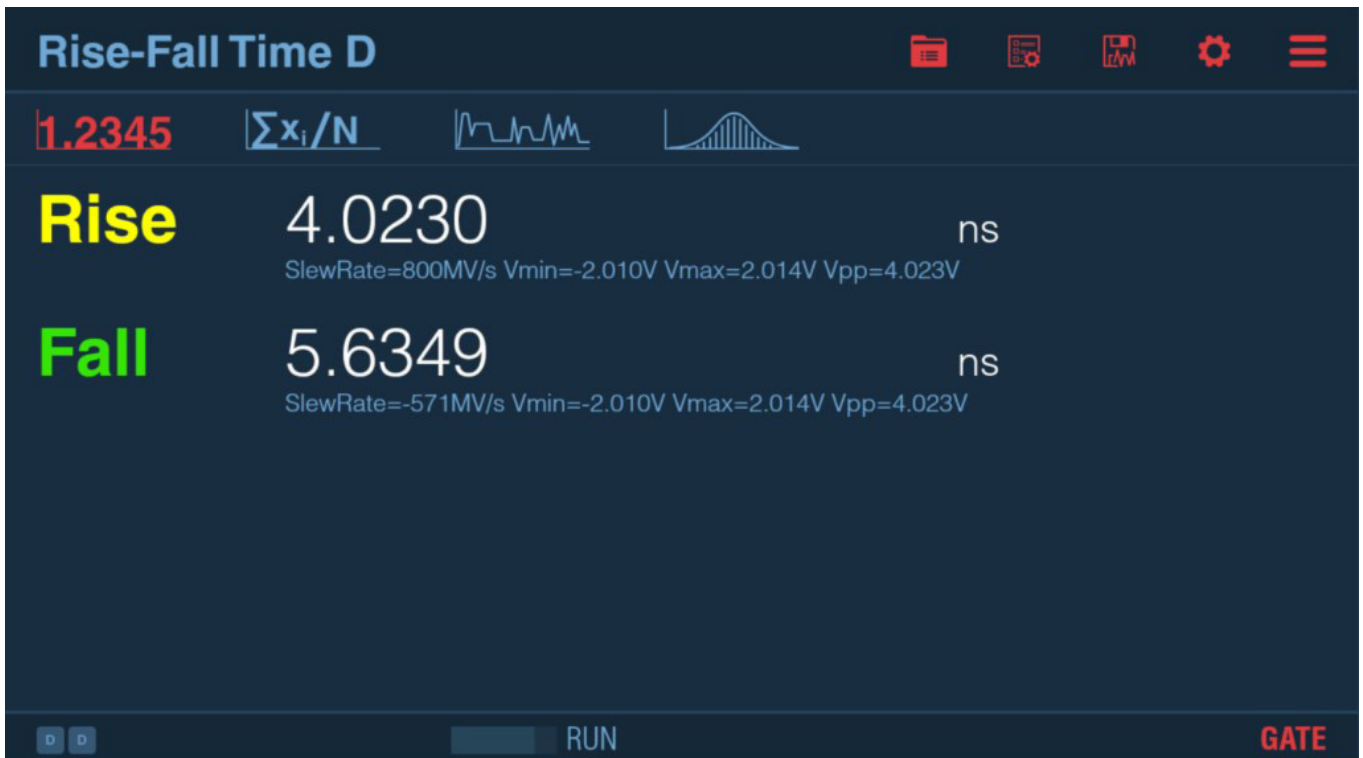 Rise-Fall Time D
1.2345 ∑xᵢ/N
Rise 4.0230 ns
SlewRate=800MV/s Vmin=-2.010V Vmax=2.014V Vpp=4.023V
Fall 5.6349 ns
SlewRate=-571MV/s Vmin=-2.010V Vmax=2.014V Vpp=4.023V
D D RUN GATE